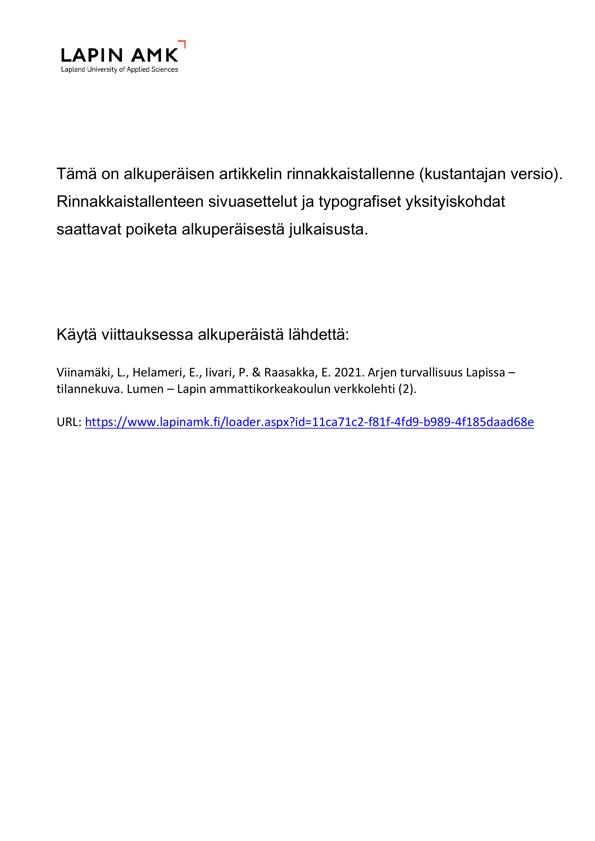 LAPIN AMK
Lapland University of Applied Sciences
Tämä on alkuperäisen artikkelin rinnakkaistallenne (kustantajan versio).
Rinnakkaistallenteen sivuasettelut ja typografiset yksityiskohdat
saattavat poiketa alkuperäisestä julkaisusta.
Käytä viittauksessa alkuperäistä lähdettä:
Viinamäki, L., Helameri, E., Iivari, P. & Raasakka, E. 2021. Arjen turvallisuus Lapissa –
tilannekuva. Lumen – Lapin ammattikorkeakoulun verkkolehti (2).
URL: https://www.lapinamk.fi/loader.aspx?id=11ca71c2-f81f-4fd9-b989-4f185daad68e